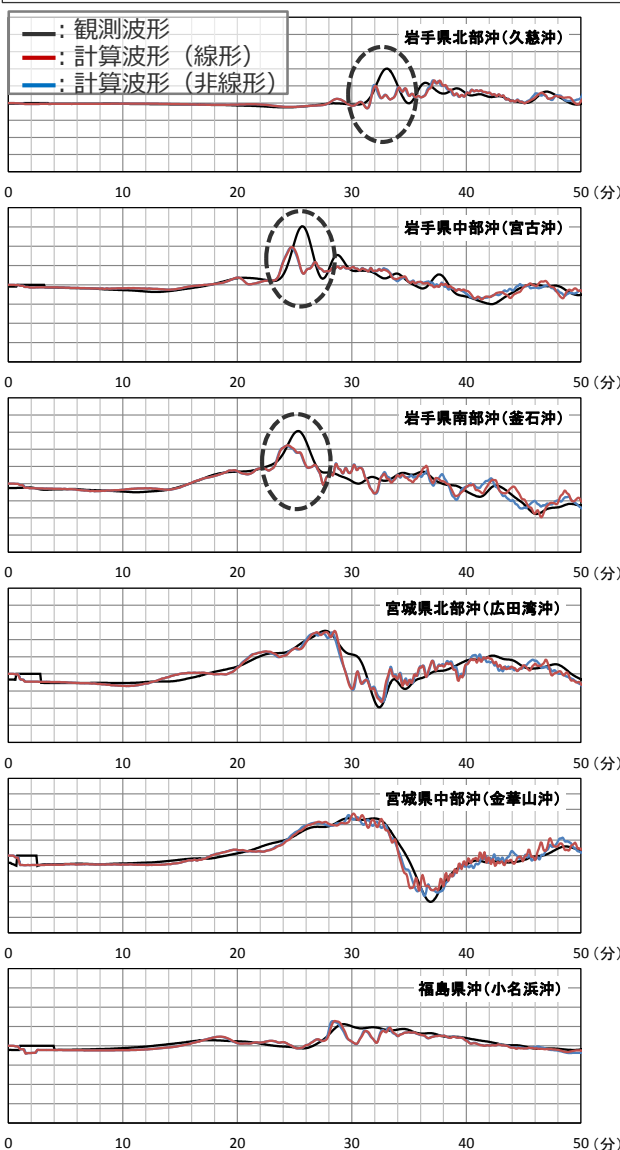 ━: 観測波形
━: 計算波形（線形）
━: 計算波形（非線形）
岩手県北部沖(久慈沖)
0 10 20 30 40 50 (分)
岩手県中部沖(宮古沖)
0 10 20 30 40 50 (分)
岩手県南部沖(釜石沖)
0 10 20 30 40 50 (分)
宮城県北部沖(広田湾沖)
0 10 20 30 40 50 (分)
宮城県中部沖(金華山沖)
0 10 20 30 40 50 (分)
福島県沖(小名浜沖)
0 10 20 30 40 50 (分)